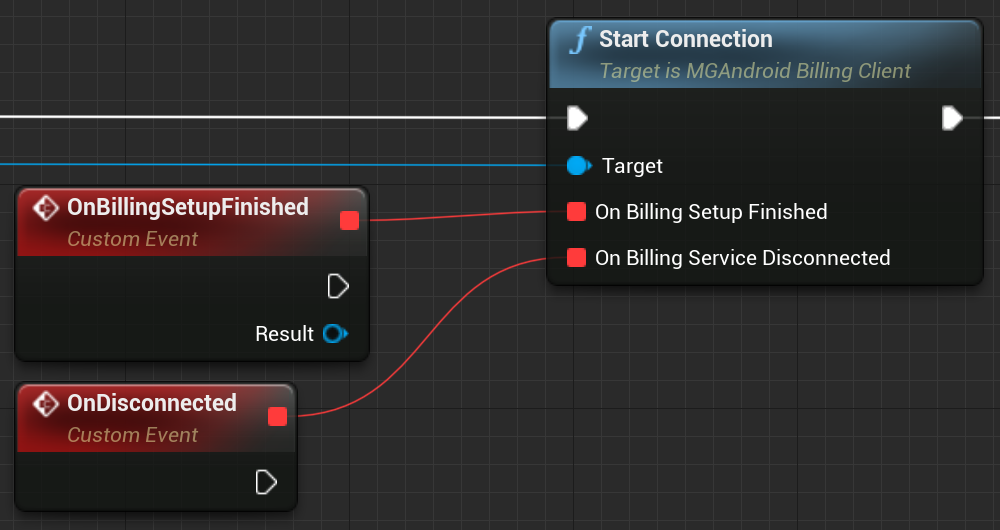 Start Connection
Target is MGAndroid Billing Client
Target
On Billing Setup Finished
On Billing Service Disconnected
OnBillingSetupFinished
Custom Event
Result
OnDisconnected
Custom Event